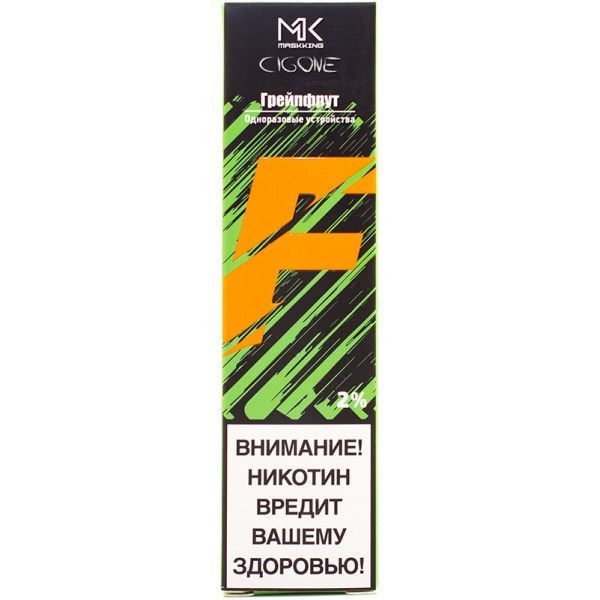 MK
MASKKING
CIGONE
Грейпфрут
Одноразовые устройства
F
2%
ВНИМАНИЕ!
НИКОТИН
ВРЕДИТ
ВАШЕМУ
ЗДОРОВЬЮ!